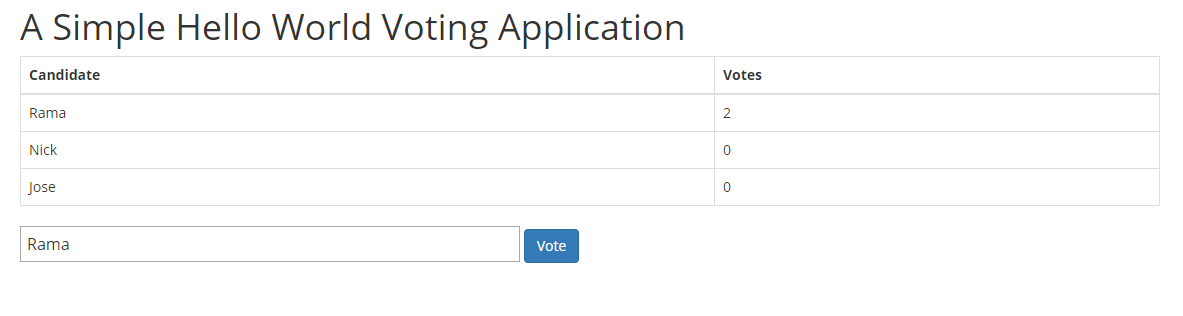 A Simple Hello World Voting Application
Candidate Votes
Rama 2
Nick 0
Jose 0
Rama Vote